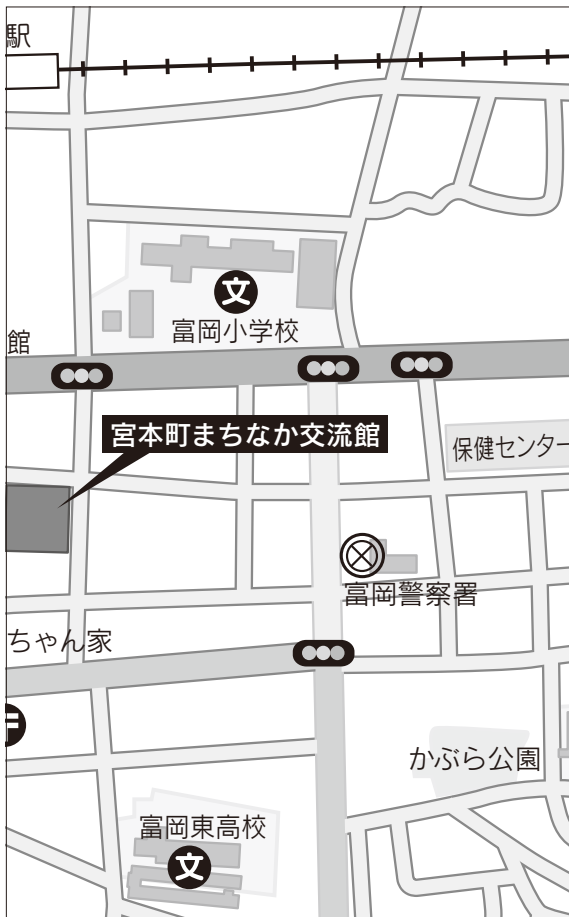 駅
文
富岡小学校
館
宮本町まちなか交流館
保健センター
富岡警察署
ちゃん家
〒
かぶら公園
富岡東高校
文